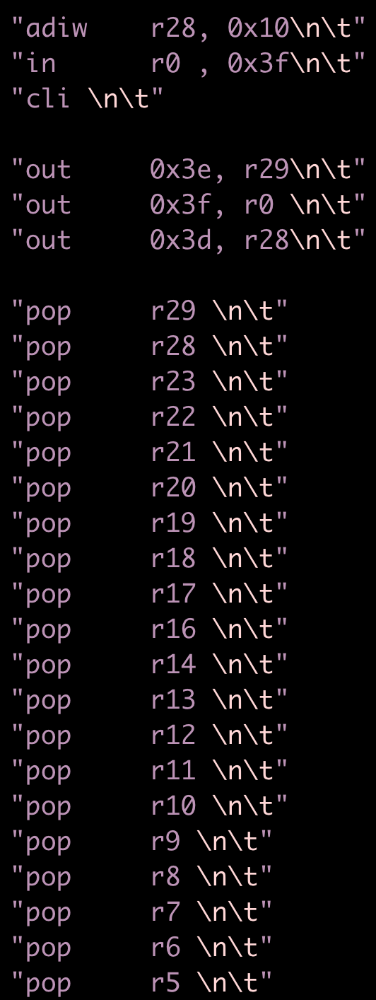 "adiw    r28, 0x10\n\t"
"in      r0 , 0x3f\n\t"
"cli \n\t"

"out     0x3e, r29\n\t"
"out     0x3f, r0 \n\t"
"out     0x3d, r28\n\t"

"pop     r29 \n\t"
"pop     r28 \n\t"
"pop     r23 \n\t"
"pop     r22 \n\t"
"pop     r21 \n\t"
"pop     r20 \n\t"
"pop     r19 \n\t"
"pop     r18 \n\t"
"pop     r17 \n\t"
"pop     r16 \n\t"
"pop     r14 \n\t"
"pop     r13 \n\t"
"pop     r12 \n\t"
"pop     r11 \n\t"
"pop     r10 \n\t"
"pop     r9 \n\t"
"pop     r8 \n\t"
"pop     r7 \n\t"
"pop     r6 \n\t"
"pop     r5 \n\t"